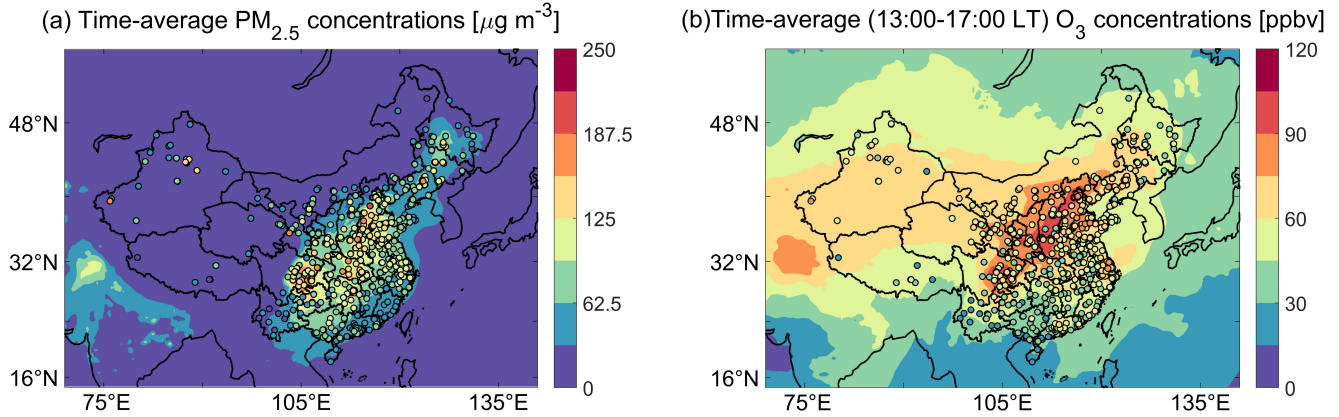 (a) Time-average PM2.5 concentrations [μg m-3]
250
187.5
125
62.5
0
48°N
32°N
16°N
75°E 105°E 135°E
(b)Time-average (13:00-17:00 LT) O3 concentrations [ppbv]
120
90
60
30
0
48°N
32°N
16°N
75°E 105°E 135°E